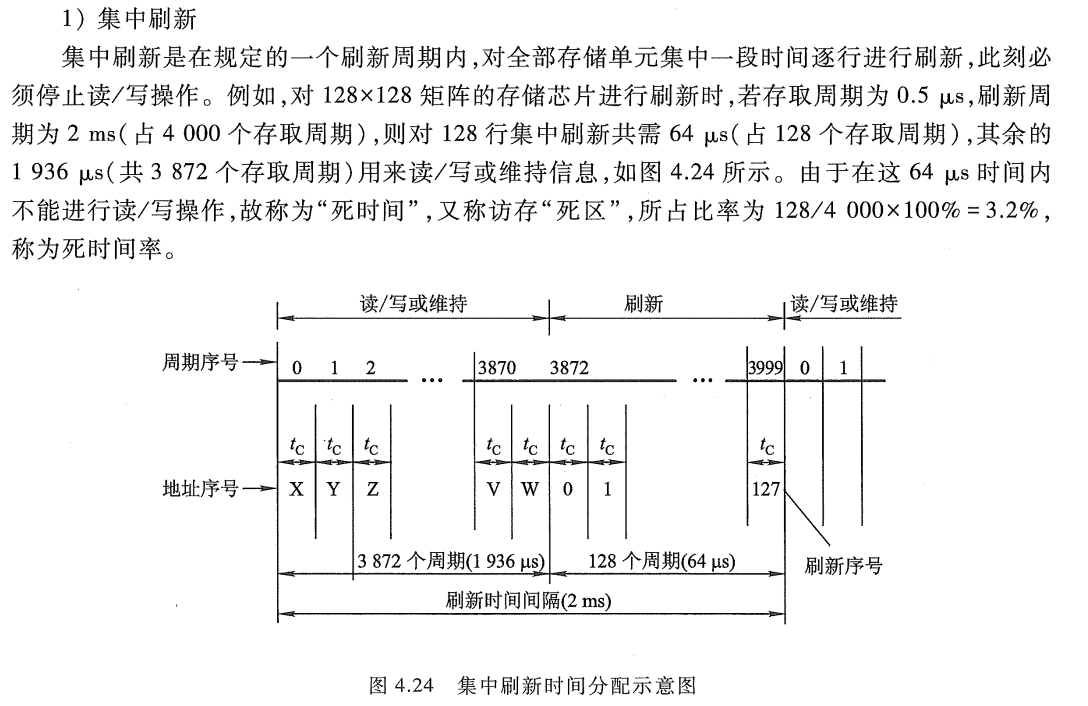 1) 集中刷新
集中刷新是在规定的一个刷新周期内,对全部存储单元集中一段时间逐行进行刷新,此刻必
须停止读/写操作。例如,对 128×128 矩阵的存储芯片进行刷新时,若存取周期为 0.5 μs,刷新周
期为 2 ms(占 4 000 个存取周期),则对 128 行集中刷新共需 64 μs(占 128 个存取周期),其余的
1 936 μs(共 3 872 个存取周期)用来读/写或维持信息,如图 4.24 所示。由于在这 64 μs 时间内
不能进行读/写操作,故称为“死时间”,又称访存“死区”,所占比率为 128/4 000×100% = 3.2%,
称为死时间率。
读/写或维持 刷新 读/写或维持
周期序号 0 1 2 ··· 3870 3872 ··· 3999 0 1
tC tC tC tC tC tC tC tC
地址序号 X Y Z V W 0 1 127
3 872 个周期(1 936 μs) 128 个周期(64 μs) 刷新序号
刷新时间间隔(2 ms)
图 4.24 集中刷新时间分配示意图